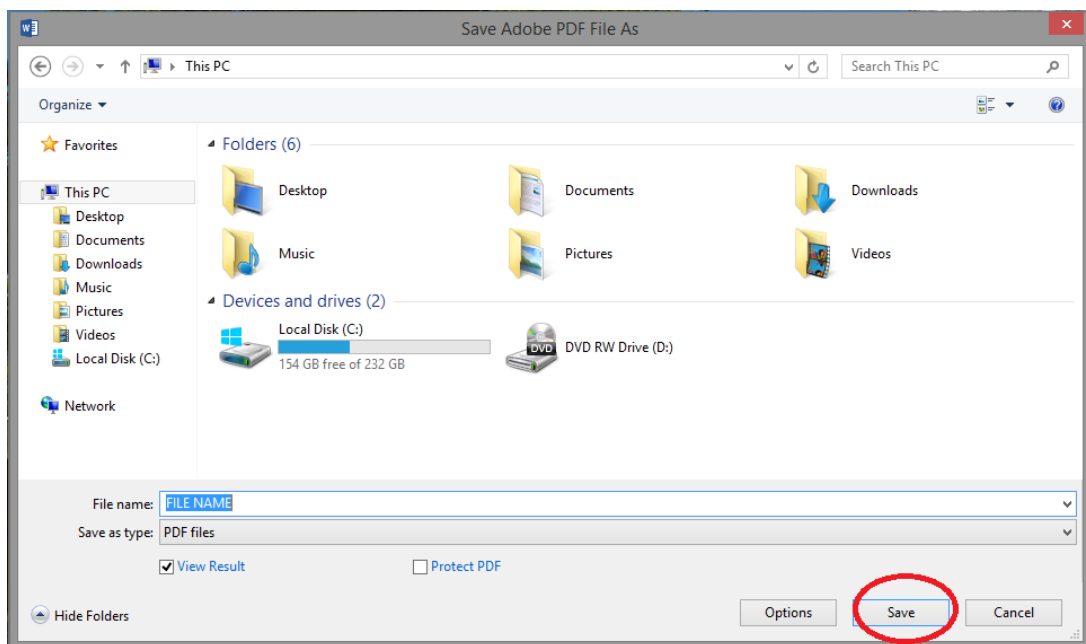 Save Adobe PDF File As
This PC
Search This PC
Organize
Favorites
This PC
Desktop
Documents
Downloads
Music
Pictures
Videos
Local Disk (C:)
Network
Folders (6)
Desktop
Documents
Downloads
Music
Pictures
Videos
Devices and drives (2)
Local Disk (C:)
154 GB free of 232 GB
DVD
DVD RW Drive (D:)
File name: FILE NAME
Save as type: PDF files
View Result Protect PDF
Hide Folders Options Save Cancel